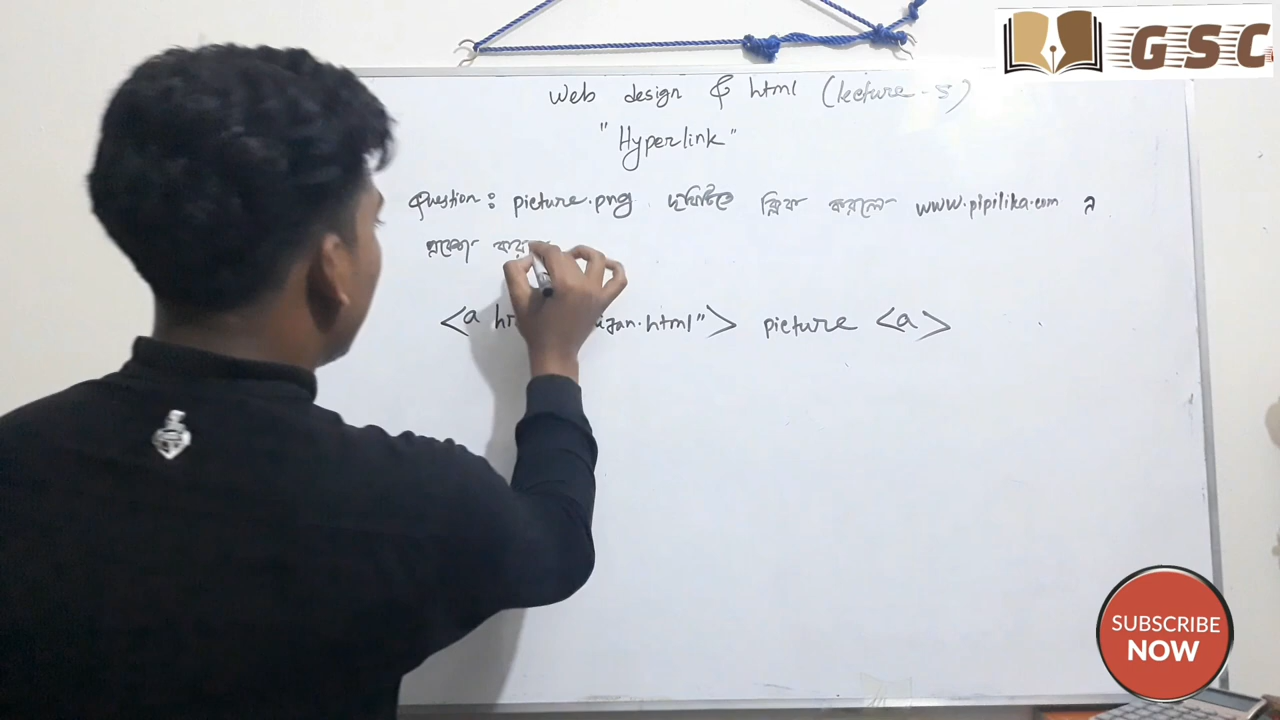 GSC
Web design & html (lecture-5)
"Hyperlink"
Question : picture.png ছবিটিতে ক্লিক করলে www.pipilika.com এ
প্রবেশ
<a html"> picture <a>
SUBSCRIBE
NOW